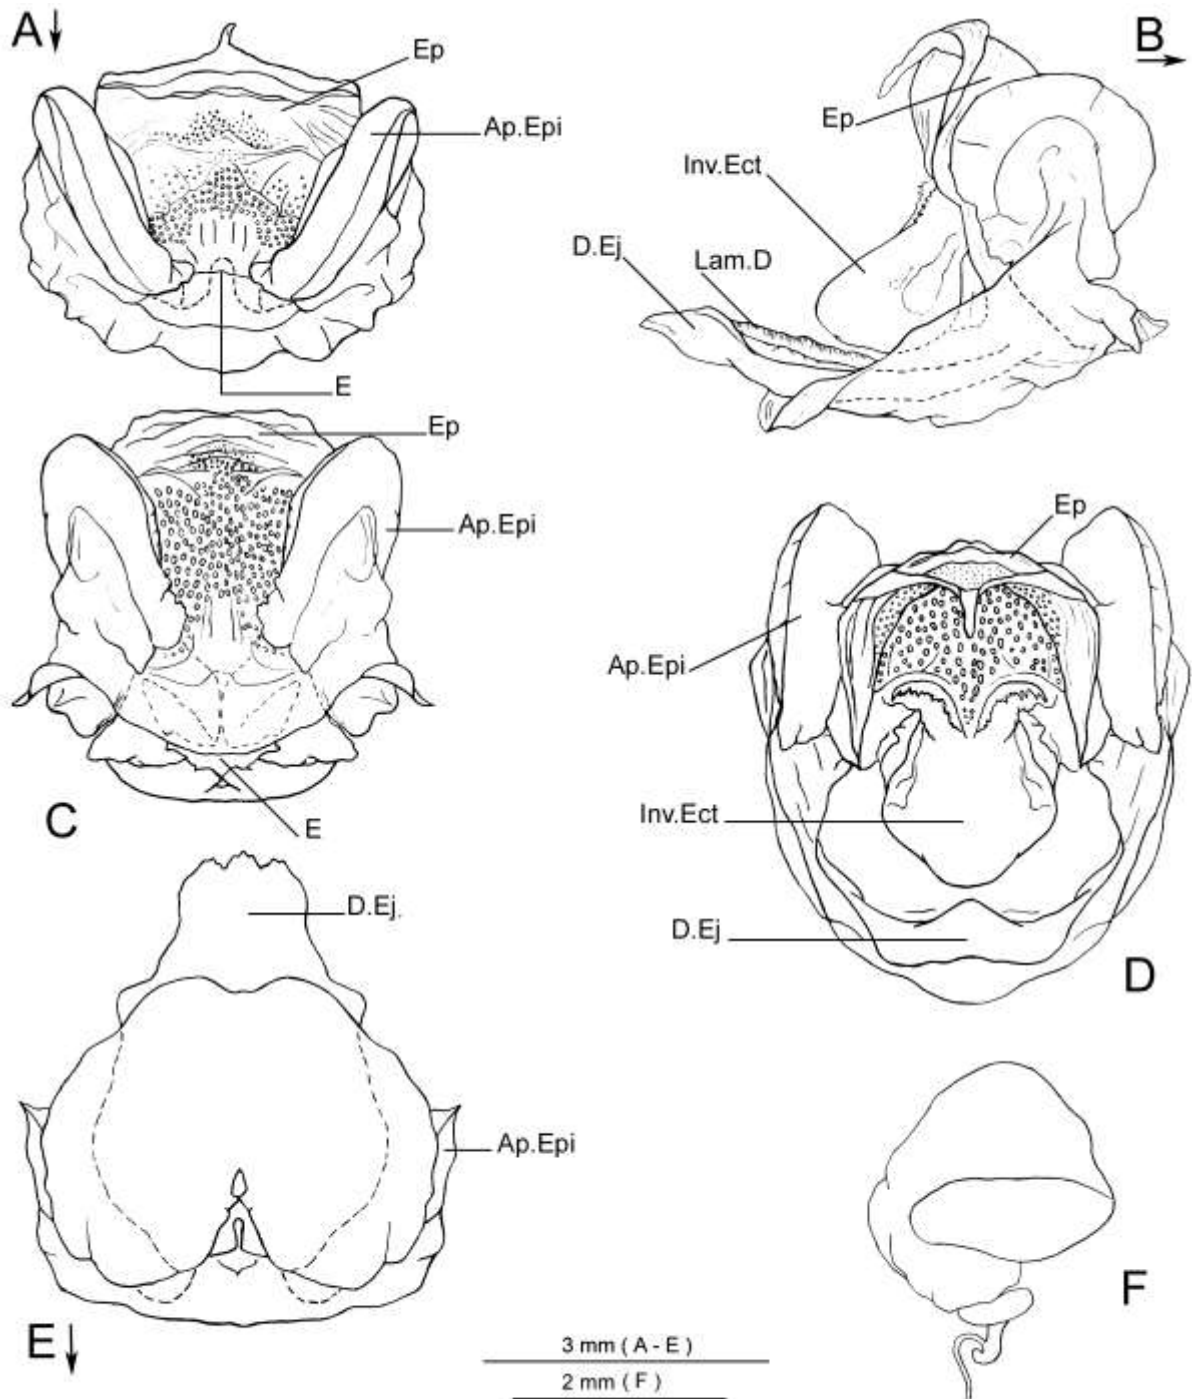 A
Ep
Ap.Epi
E
B
Ep
Inv.Ect
D.Ej
Lam.D
Ep
Ap.Epi
C
E
Ep
Ap.Epi
Inv.Ect
D.Ej
D
D.Ej.
Ap.Epi
E
F
3 mm ( A - E )
2 mm ( F )